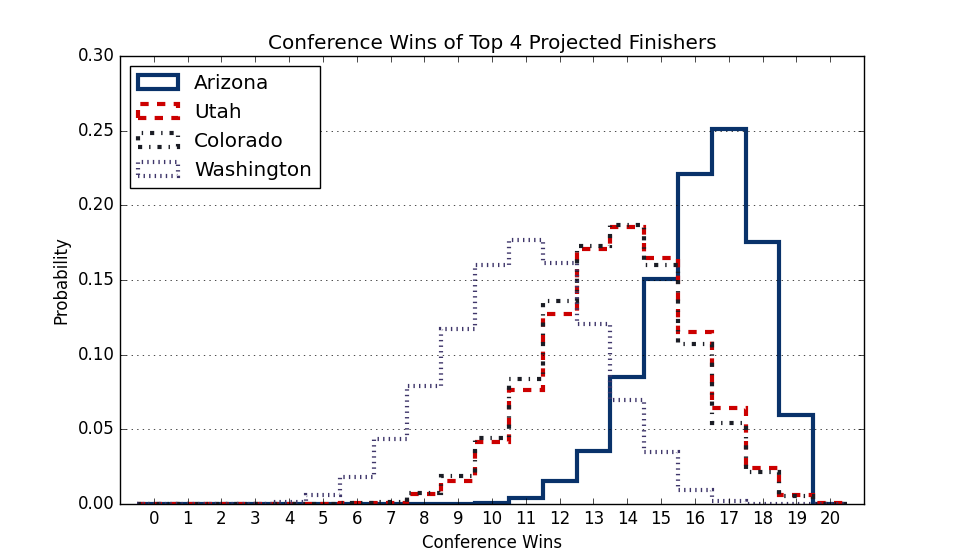 Conference Wins of Top 4 Projected Finishers
0.30
0.25
0.20
0.15
0.10
0.05
0.00
Probability
Arizona
Utah
Colorado
Washington
0 1 2 3 4 5 6 7 8 9 10 11 12 13 14 15 16 17 18 19 20
Conference Wins